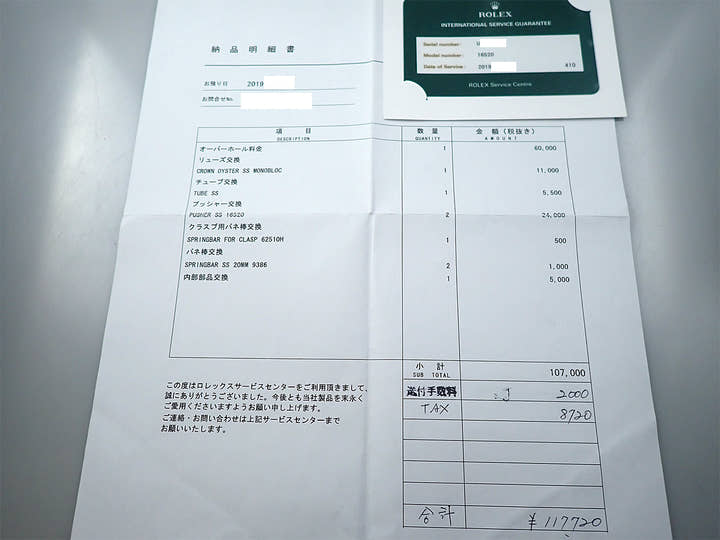 ROLEX
INTERNATIONAL SERVICE GUARANTEE
Serial number: U
Model number: 16520
Date of Service: 2019 410
ROLEX Service Centre
納品明細書
お預り日 2019
お問合せNo.
項目 数量 金額(税抜き)
DESCRIPTION QUANTITY AMOUNT
オーバーホール料金 1 60,000
リューズ交換
CROWN OYSTER SS MONOBLOC 1 11,000
チューブ交換
TUBE SS 1 5,500
プッシャー交換
PUSHER SS 16520 2 24,000
クラスプ用バネ棒交換
SPRINGBAR FOR CLASP 62510H 1 500
バネ棒交換
SPRINGBAR SS 20MM 9386 2 1,000
内部部品交換 1 5,000
小計
SUB TOTAL 107,000
送付手数料 2000
TAX 8720
合計 ¥117720
この度はロレックスサービスセンターをご利用頂きまして、
誠にありがとうございました。今後とも当社製品を末永く
ご愛用くださいますようお願い申し上げます。
ご連絡・お問い合わせは上記サービスセンターまで
お願いいたします。